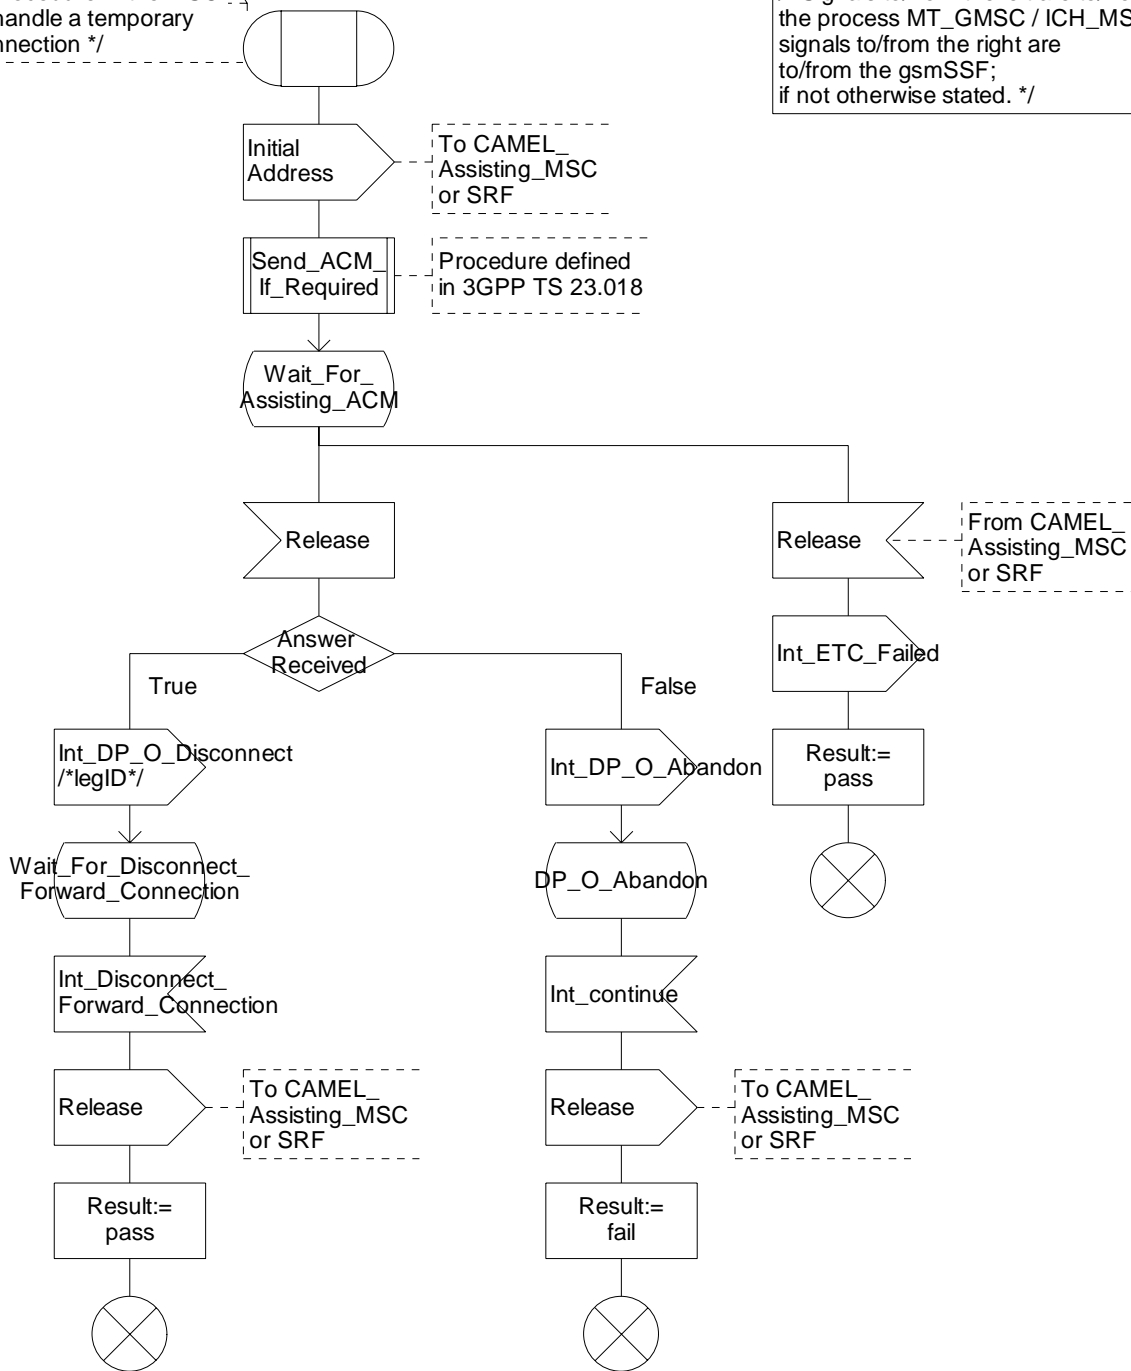 handle a temporary
*/
the process MT_GMSC /
signals to/from the right are
to/from the gsmSSF;
if not otherwise stated. */
Initial
Address
To CAMEL_
Assisting_MSC
or SRF
Send_ACM_
If_Required
Procedure defined
in 3GPP TS 23.018
Wait_For_
Assisting_ACM
Release
Release
From CAMEL_
Assisting_MSC
or SRF
Answer
Received
Int_ETC_Failed
True
False
Int_DP_O_Disconnect
/*legID*/
Int_DP_O_Abandon
Result:=
pass
Wait_For_Disconnect_
Forward_Connection
DP_O_Abandon
Int_Disconnect_
Forward_Connection
Int_continue
Release
To CAMEL_
Assisting_MSC
or SRF
Release
To CAMEL_
Assisting_MSC
or SRF
Result:=
pass
Result:=
fail